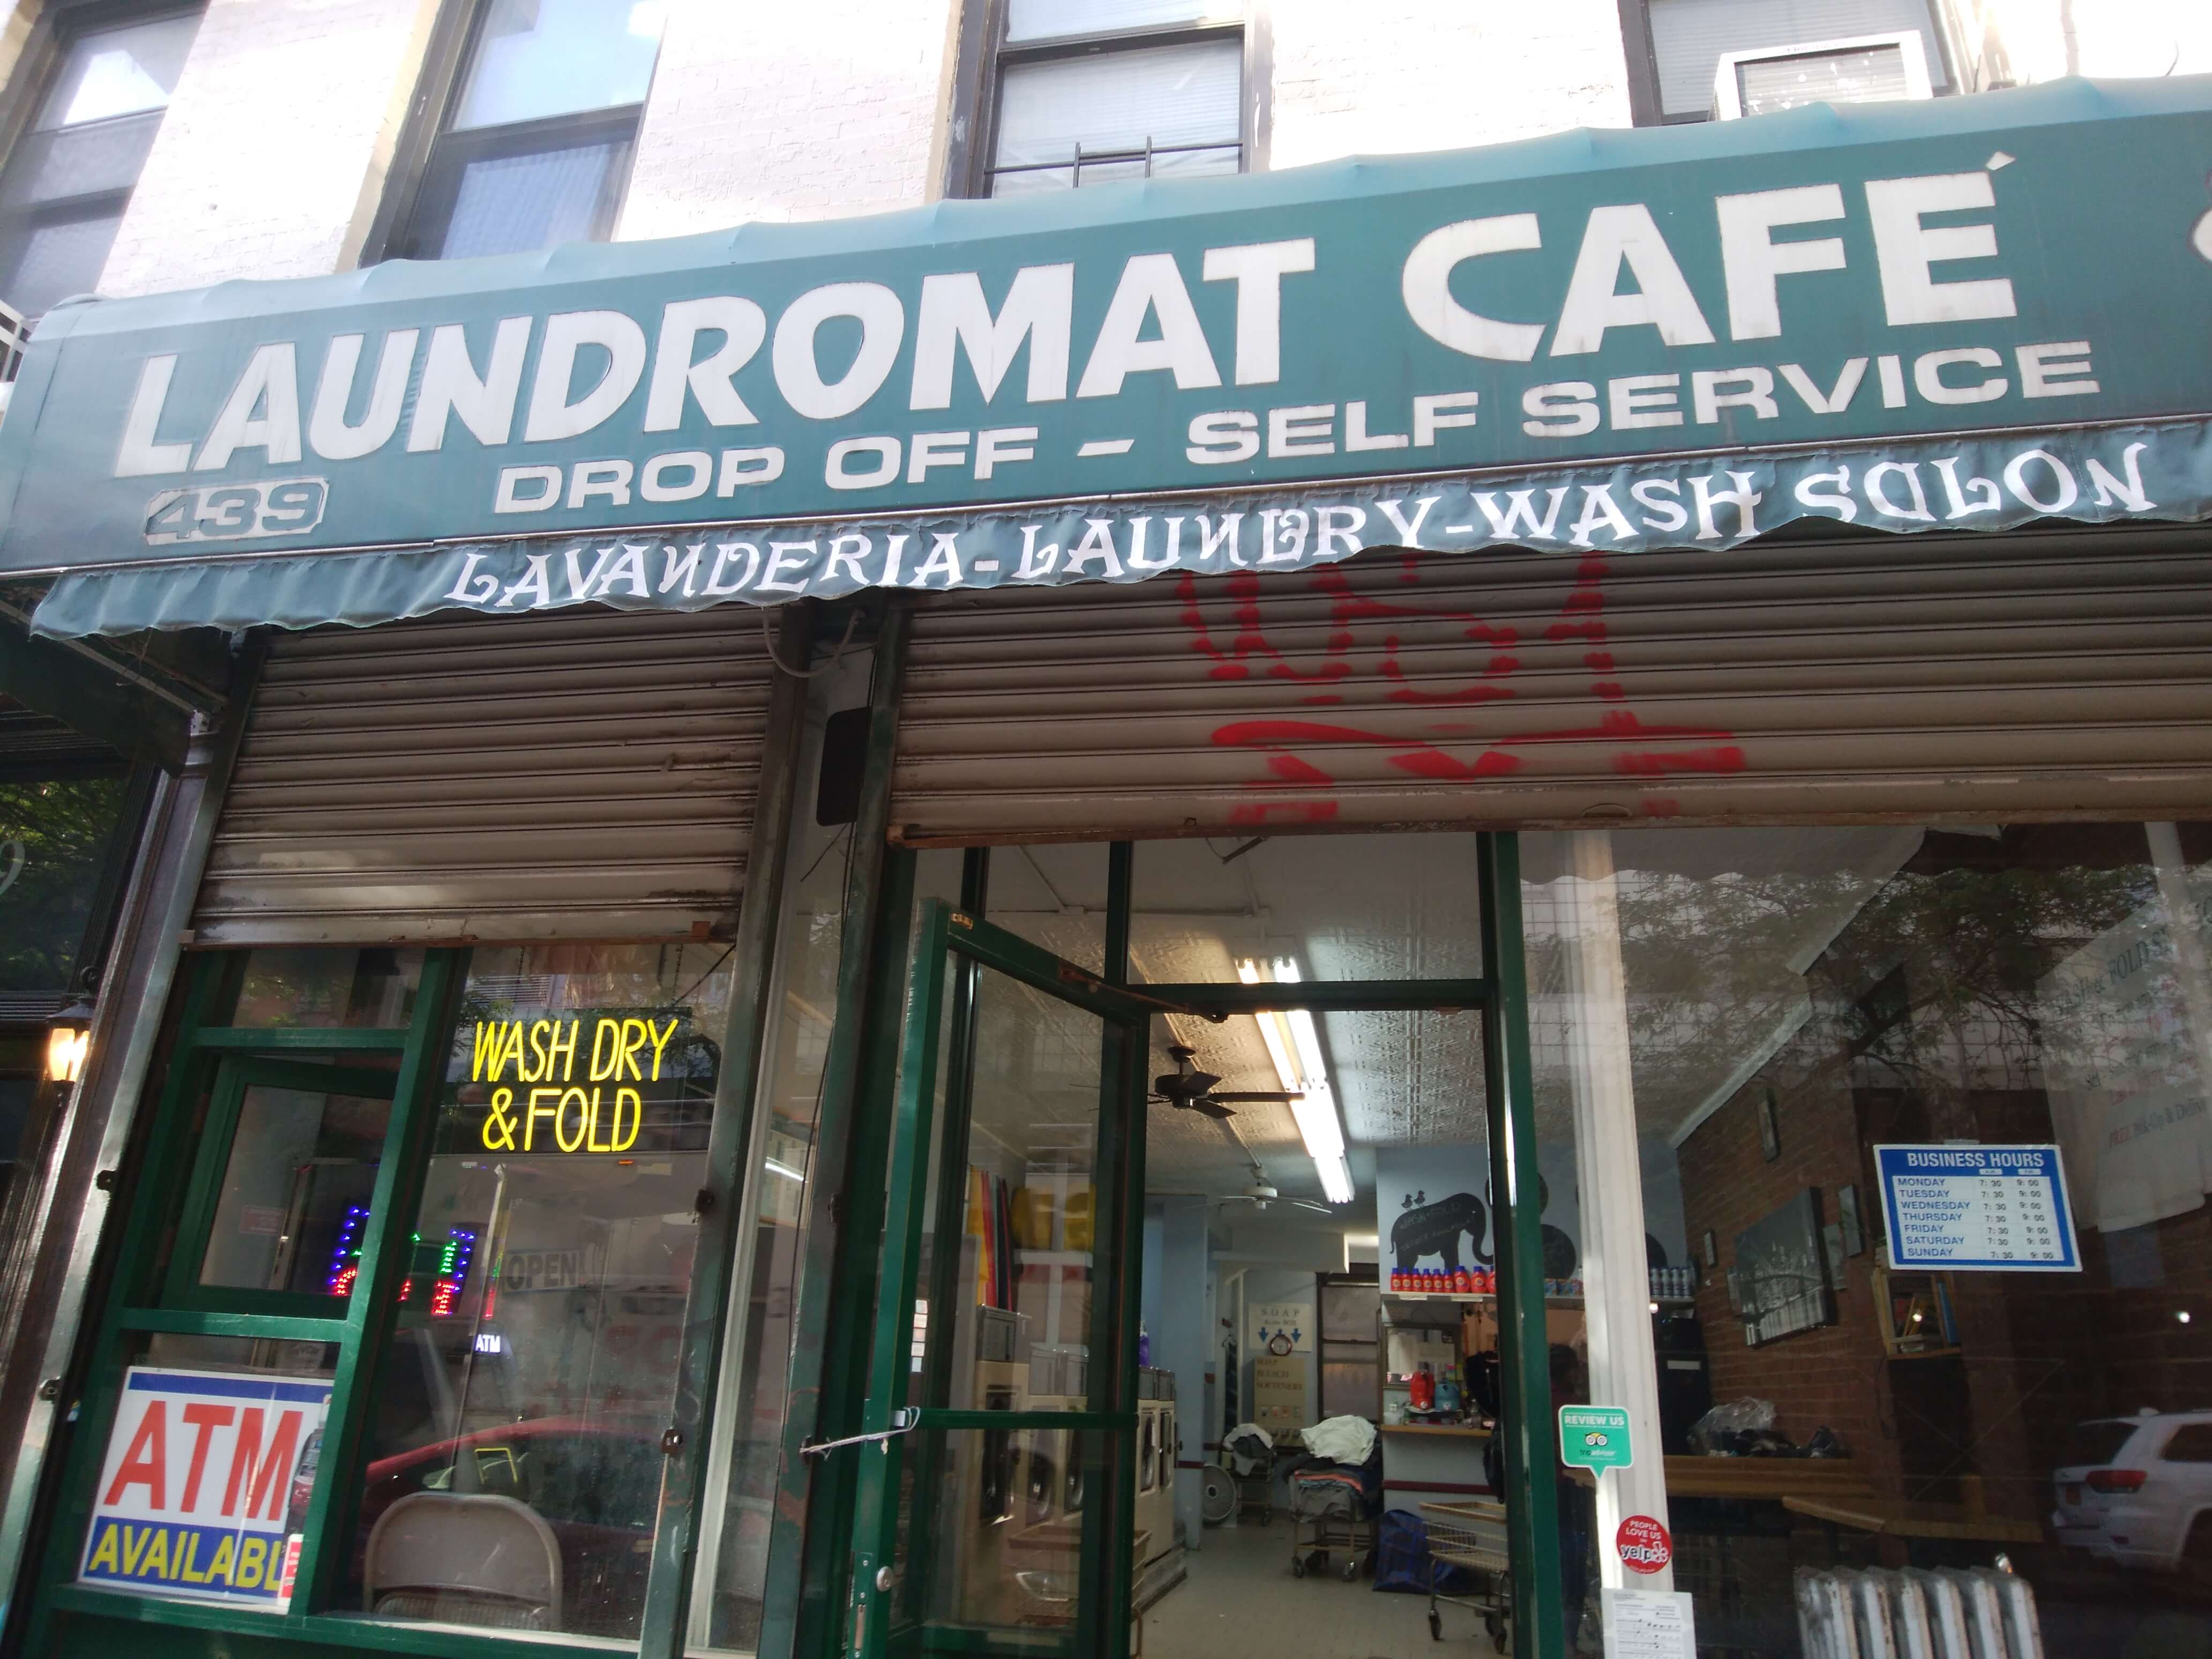 LAUNDROMAT CAFÉ
439
DROP OFF - SELF SERVICE
LAVANDERIA-LAUNDRY-WASH SALON
WASH DRY
& FOLD
OPEN
ATM
ATM
AVAILABL
BUSINESS HOURS
MONDAY 7:30 9:00
TUESDAY 7:30 9:00
WEDNESDAY 7:30 9:00
THURSDAY 7:30 9:00
FRIDAY 7:30 9:00
SATURDAY 7:30 9:00
SUNDAY 7:30 9:00
SOAP
SOAP
BLEACH
SOFTENERS
REVIEW US
PEOPLE
LOVE US
yelp